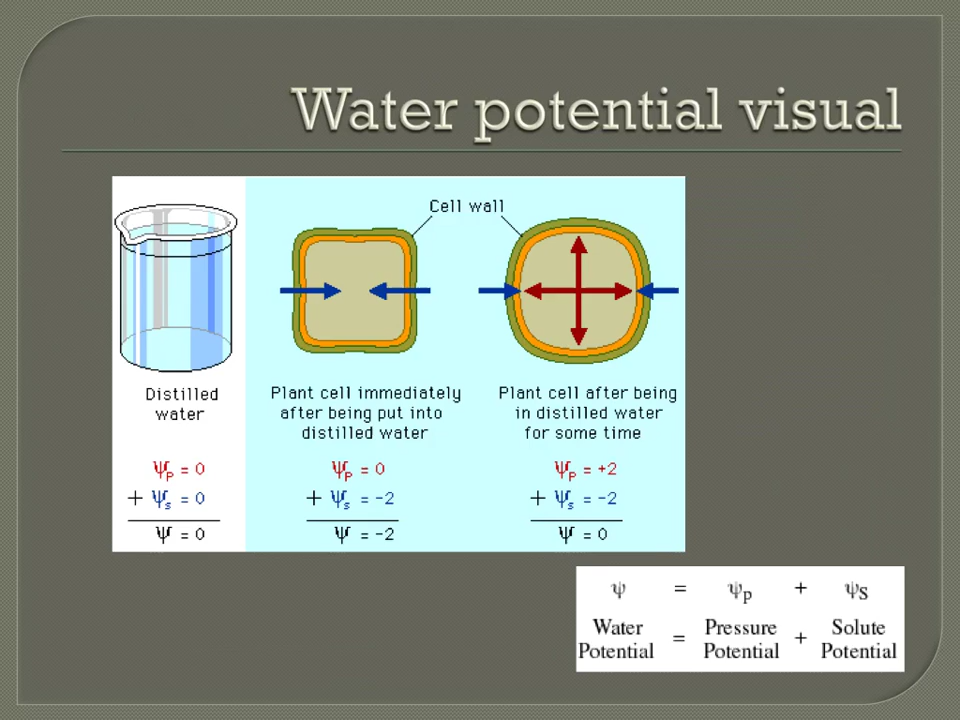 Water potential visual
Cell wall
Distilled
water
Plant cell immediately
after being put into
distilled water
Plant cell after being
in distilled water
for some time
Ψp = 0
+ Ψs = 0
Ψ = 0
Ψp = 0
+ Ψs = -2
Ψ = -2
Ψp = +2
+ Ψs = -2
Ψ = 0
ψ = ψp + ψS
Water Potential = Pressure Potential + Solute Potential